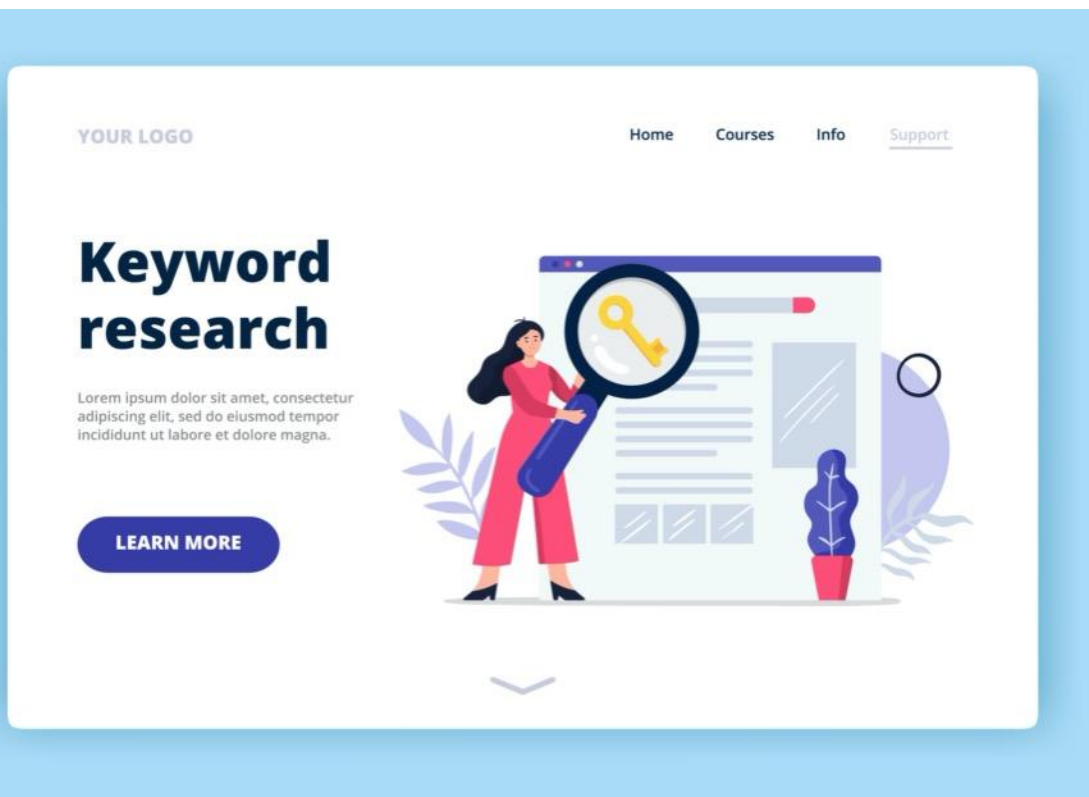 YOUR LOGO
Home Courses Info Support
Keyword
research
Lorem ipsum dolor sit amet, consectetur
adipiscing elit, sed do eiusmod tempor
incididunt ut labore et dolore magna.
LEARN MORE